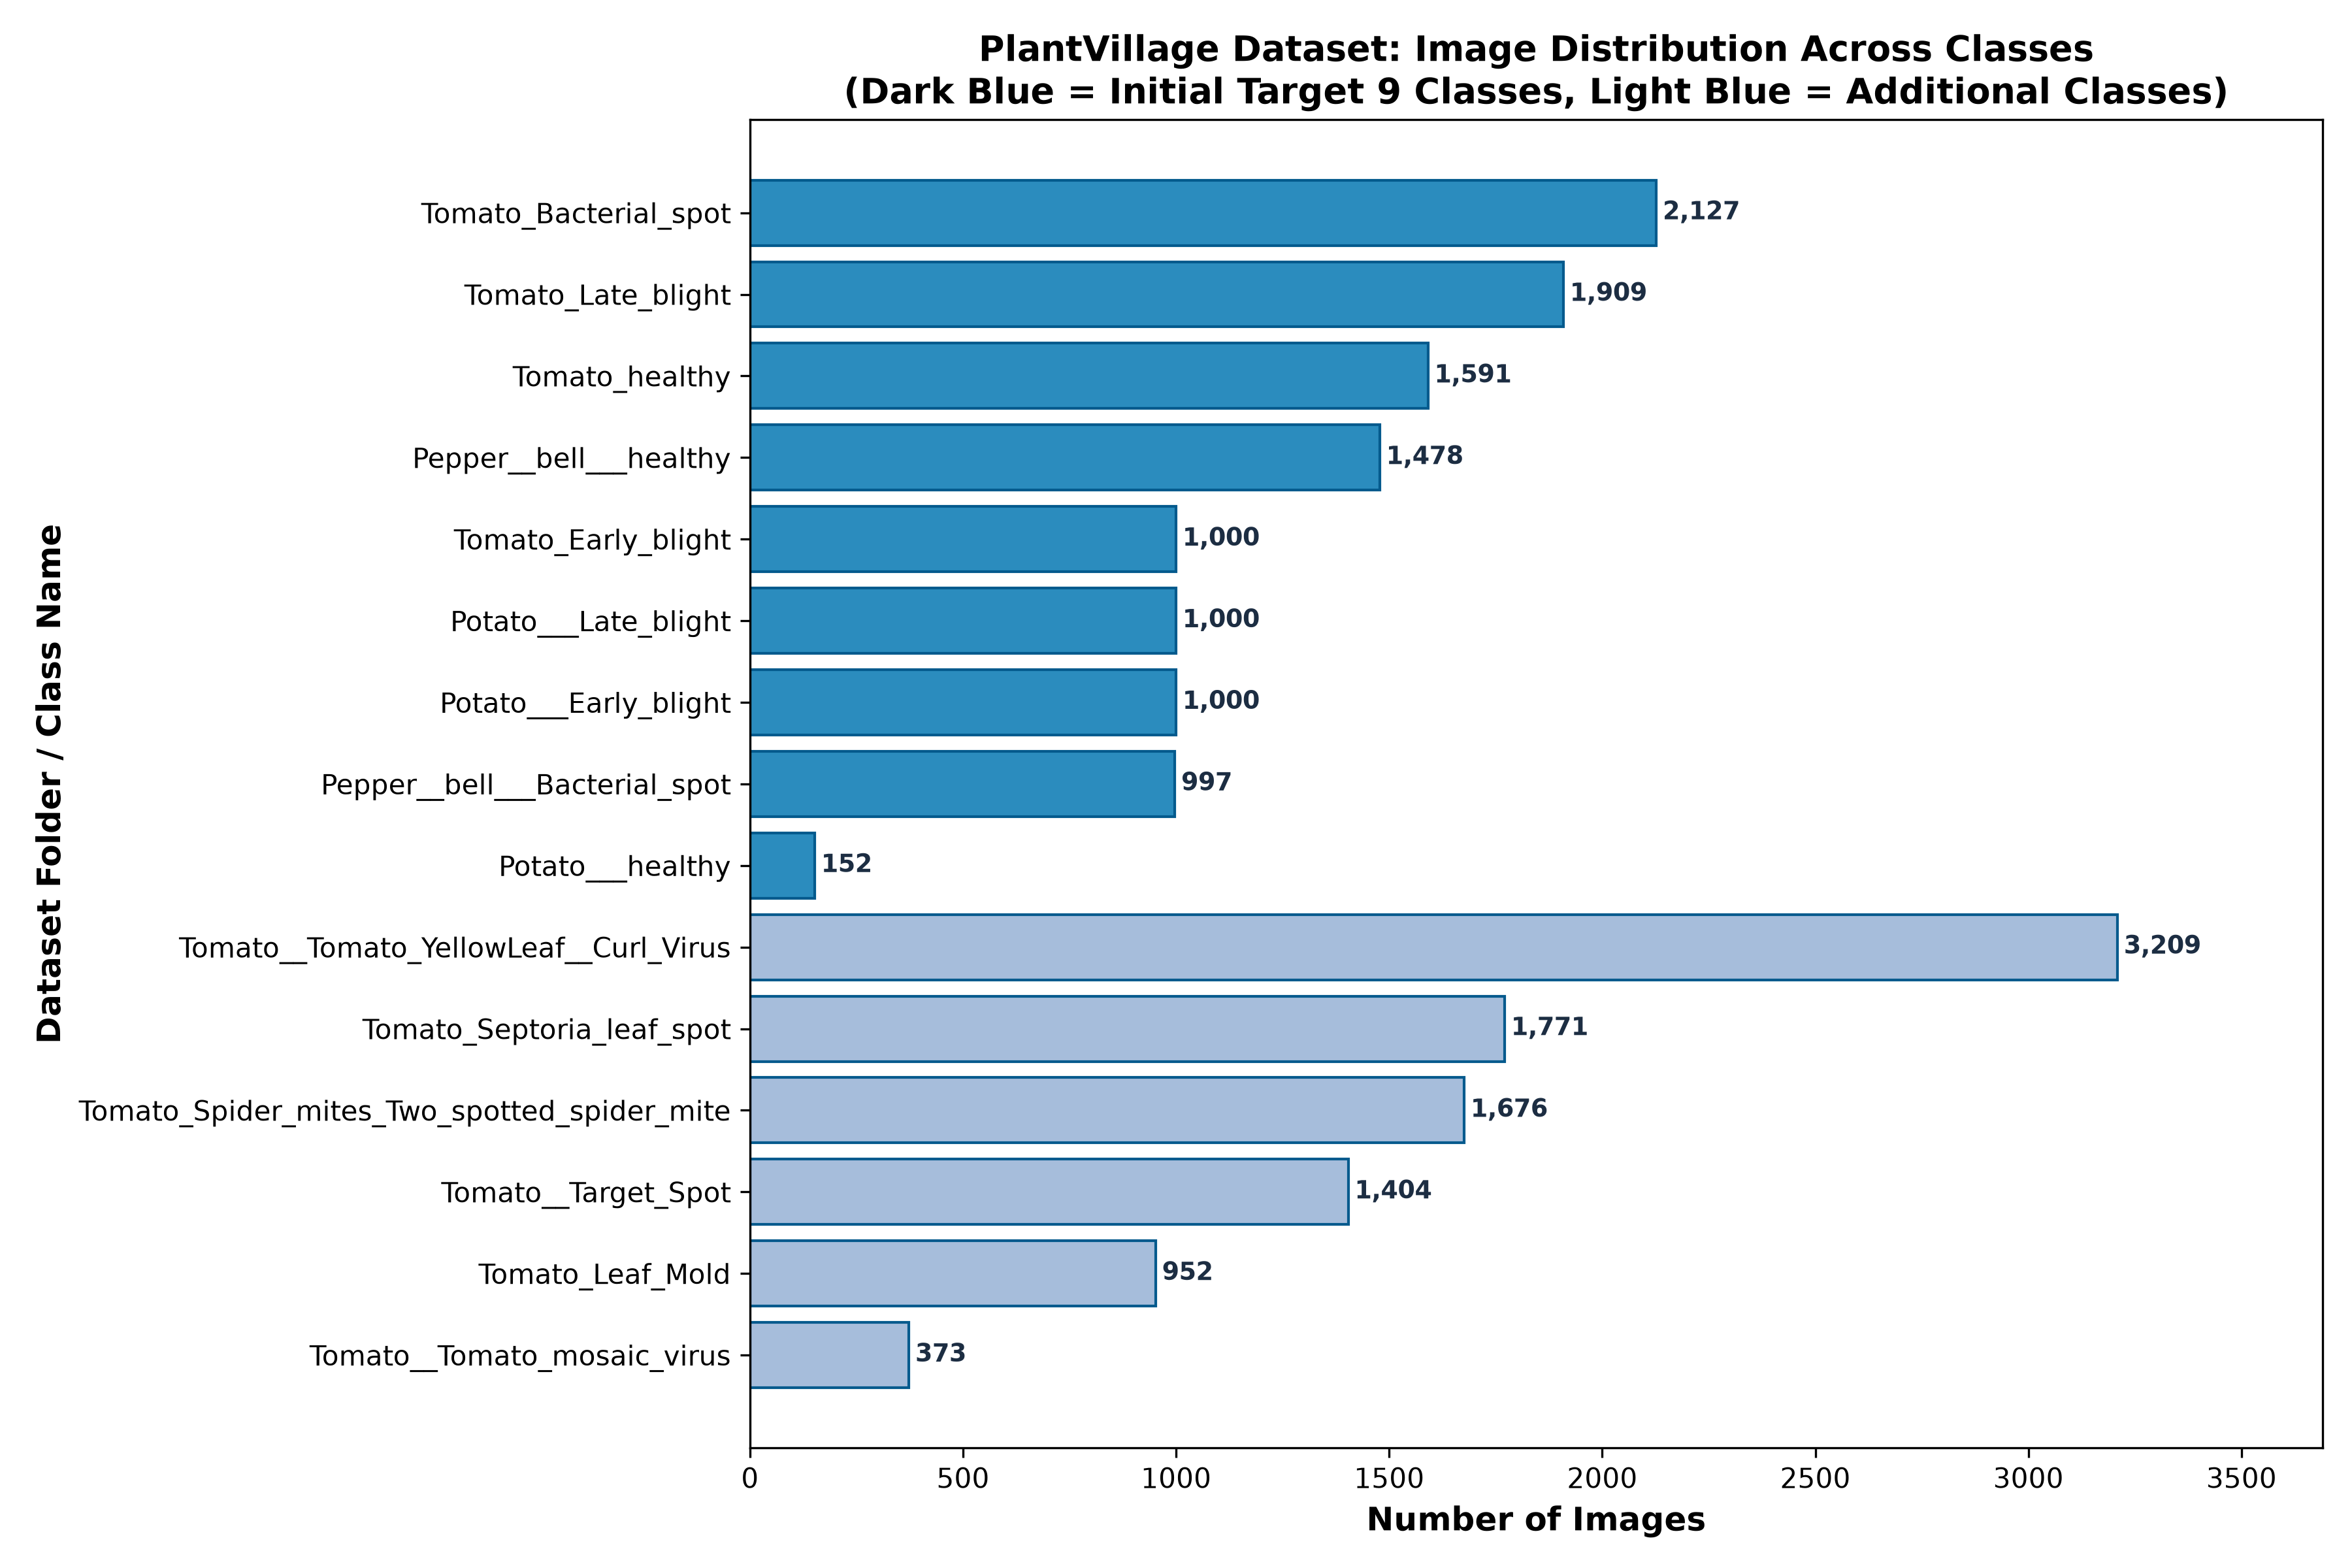 PlantVillage Dataset: Image Distribution Across Classes
(Dark Blue = Initial Target 9 Classes, Light Blue = Additional Classes)
Dataset Folder / Class Name
Tomato_Bacterial_spot 2,127
Tomato_Late_blight 1,909
Tomato_healthy 1,591
Pepper__bell___healthy 1,478
Tomato_Early_blight 1,000
Potato___Late_blight 1,000
Potato___Early_blight 1,000
Pepper__bell___Bacterial_spot 997
Potato___healthy 152
Tomato__Tomato_YellowLeaf__Curl_Virus 3,209
Tomato_Septoria_leaf_spot 1,771
Tomato_Spider_mites_Two_spotted_spider_mite 1,676
Tomato__Target_Spot 1,404
Tomato_Leaf_Mold 952
Tomato__Tomato_mosaic_virus 373
0 500 1000 1500 2000 2500 3000 3500
Number of Images